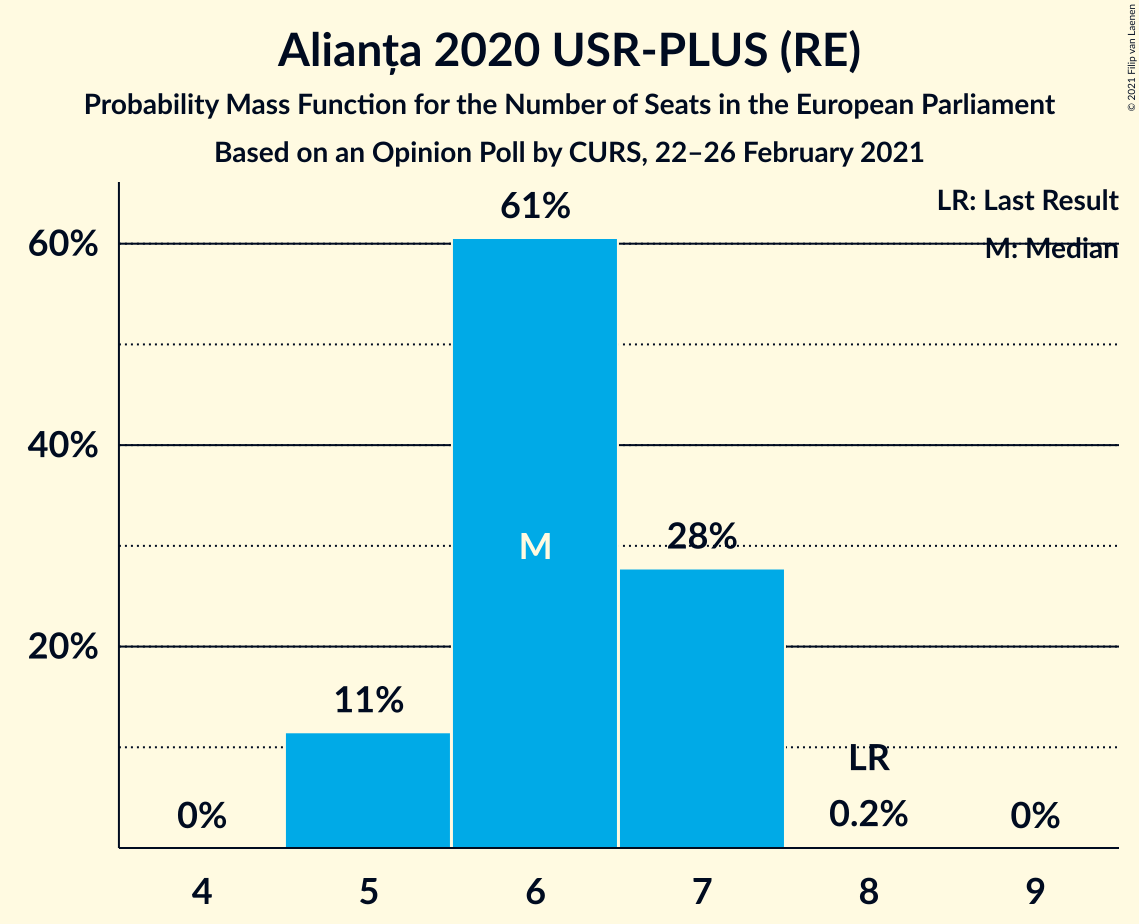 Alianța 2020 USR-PLUS (RE)
Probability Mass Function for the Number of Seats in the European Parliament
Based on an Opinion Poll by CURS, 22–26 February 2021
© 2021 Filip van Laenen
LR: Last Result
M: Median
61%
60%
40%
28%
M
20%
11%
LR
0%
0.2%
0%
4 5 6 7 8 9